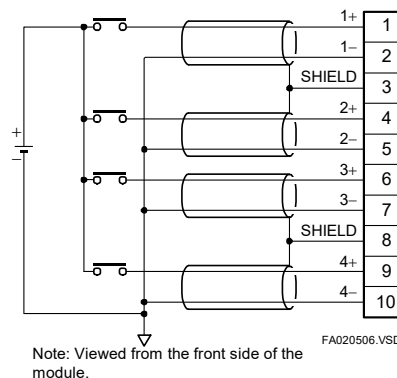 1+ 1
1− 2
SHIELD 3
2+ 4
2− 5
3+ 6
3− 7
SHIELD 8
4+ 9
4− 10
+
−
FA020506.VSD
Note: Viewed from the front side of the
module.